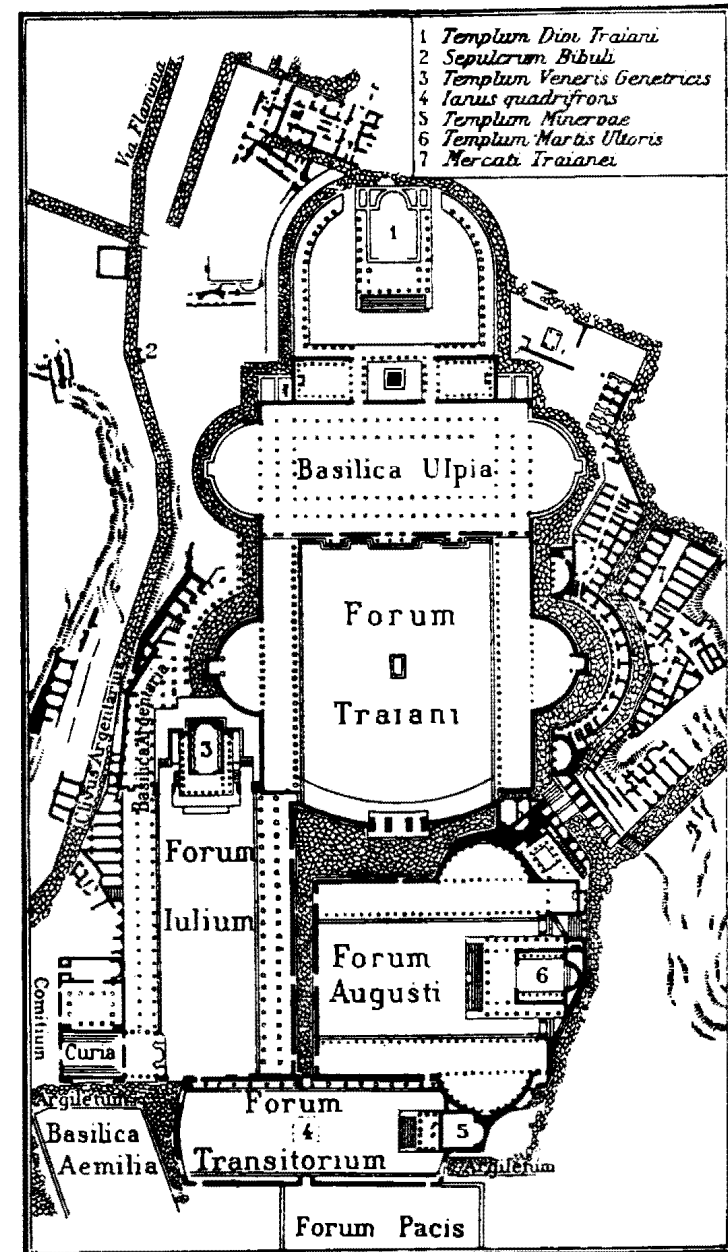 1 Templum Divi Traiani
2 Sepulcrum Bibuli
3 Templum Veneris Genetricis
4 Ianus quadrifrons
5 Templum Minervae
6 Templum Martis Ultoris
7 Mercati Traianei
Via Flaminia
1
2
Basilica Ulpia
7
Forum
Traiani
Clivus Argentarius
Basilica Argentaria
3
Forum
Iulium
Forum
Augusti
6
Comitium
Curia
Argiletum
Basilica
Aemilia
Forum
4
Transitorium
5
Argiletum
Forum Pacis